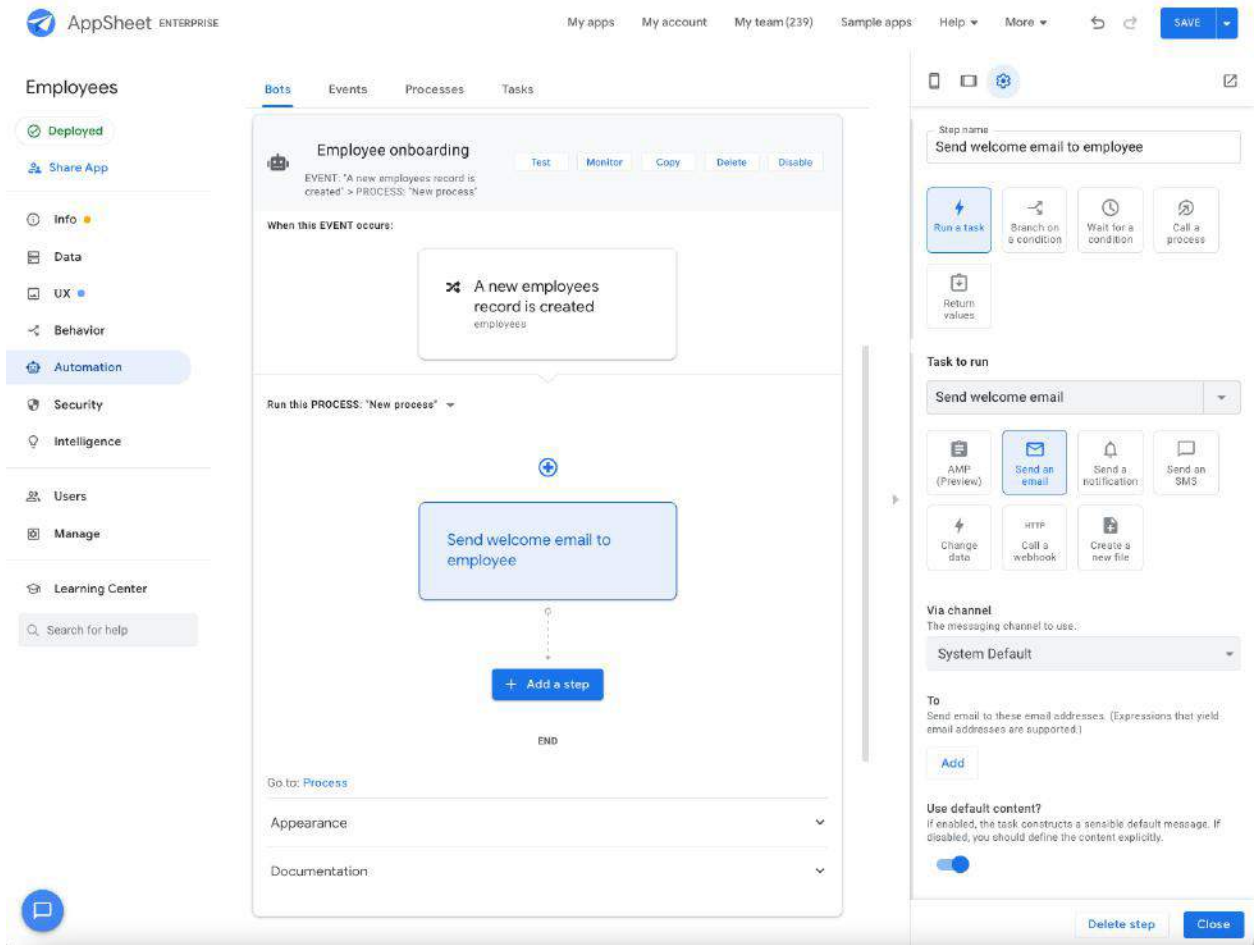 AppSheet ENTERPRISE
My apps My account My team (239) Sample apps Help More SAVE
Employees
Deployed
Share App
Info
Data
UX
Behavior
Automation
Security
Intelligence
Users
Manage
Learning Center
Search for help
Bots Events Processes Tasks
Employee onboarding
EVENT: "A new employees record is
created" > PROCESS: "New process"
Test Monitor Copy Delete Disable
When this EVENT occurs:
A new employees
record is created
employees
Run this PROCESS: "New process"
Send welcome email to
employee
+ Add a step
END
Go to: Process
Appearance
Documentation
Step name
Send welcome email to employee
Run a task
Branch on
a condition
Wait for a
condition
Call a
process
Return
values
Task to run
Send welcome email
AMP
(Preview)
Send an
email
Send a
notification
Send an
SMS
Change
data
HTTP
Call a
webhook
Create a
new file
Via channel
The messaging channel to use.
System Default
To
Send email to these email addresses. (Expressions that yield
email addresses are supported.)
Add
Use default content?
If enabled, the task constructs a sensible default message. If
disabled, you should define the content explicitly.
Delete step Close